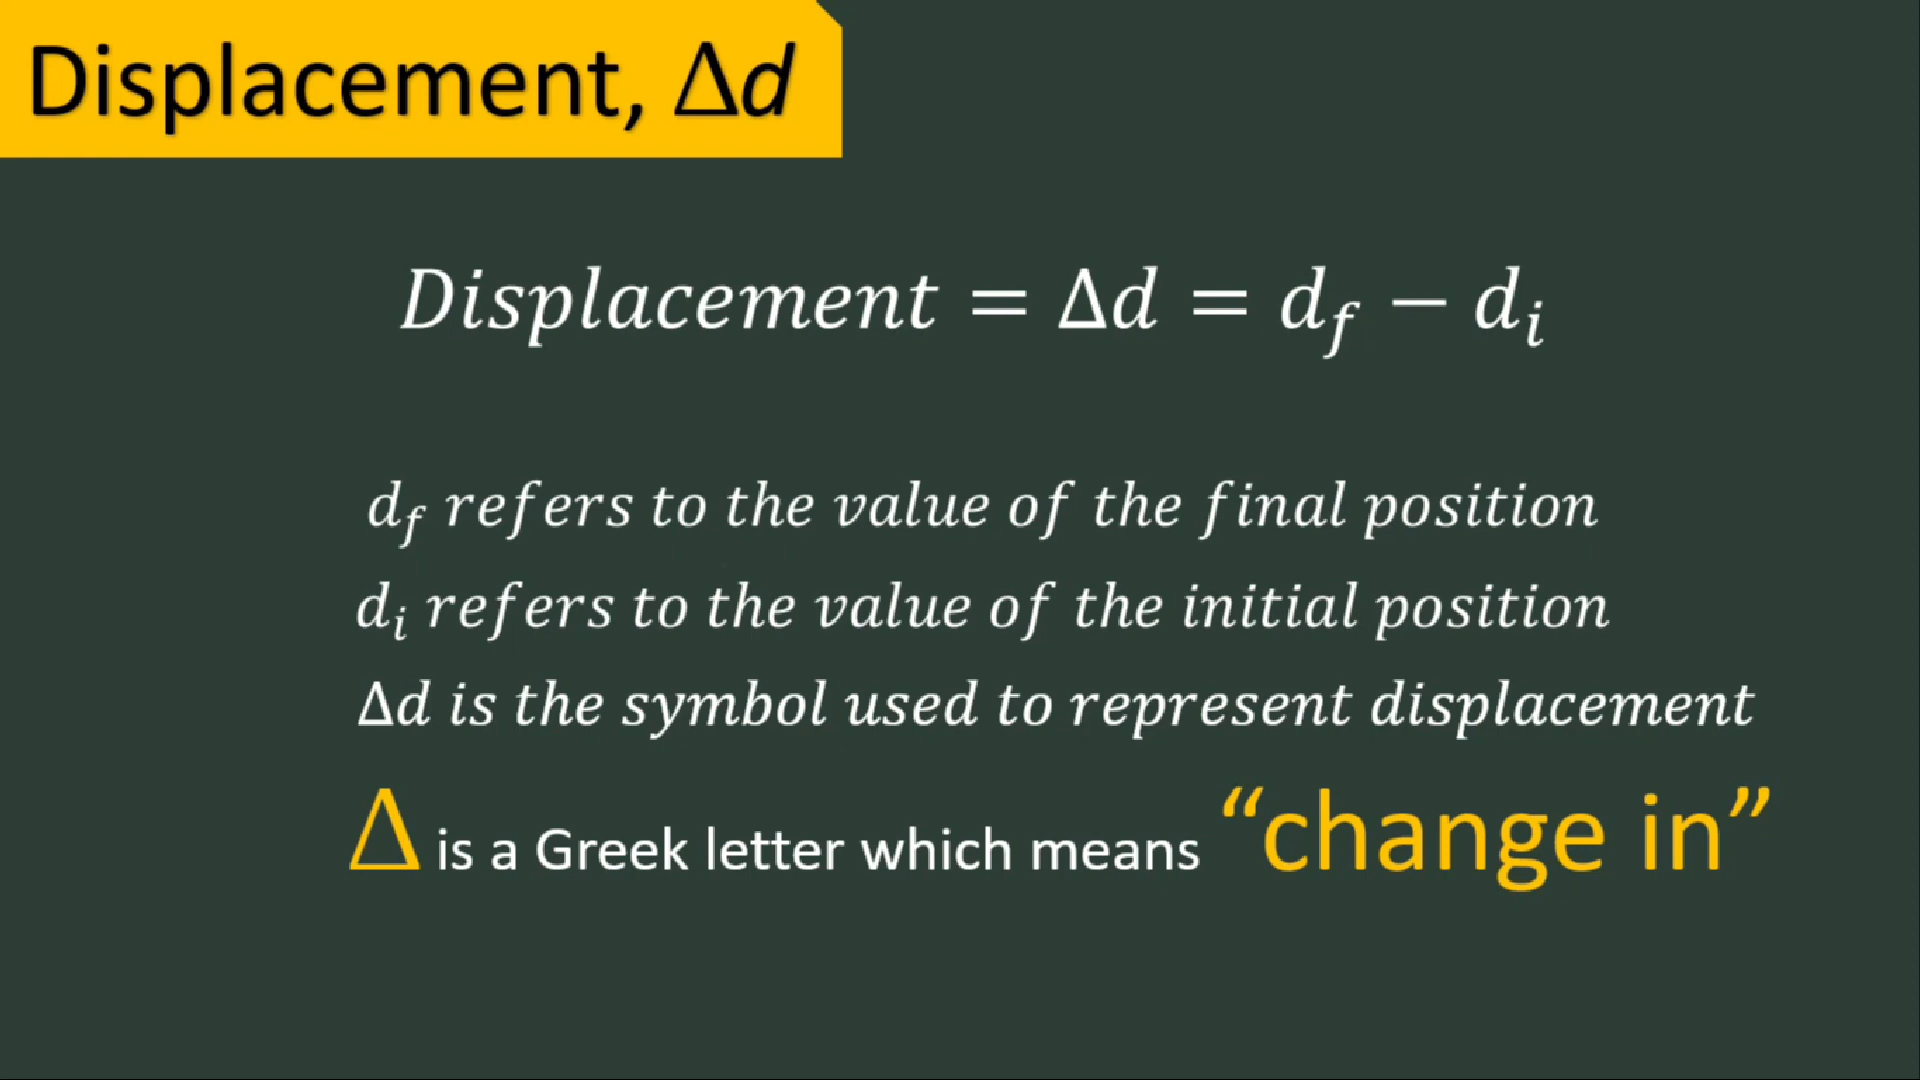 Displacement, Δd
Displacement = Δd = d_f − d_i
d_f refers to the value of the final position
d_i refers to the value of the initial position
Δd is the symbol used to represent displacement
Δ is a Greek letter which means “change in”